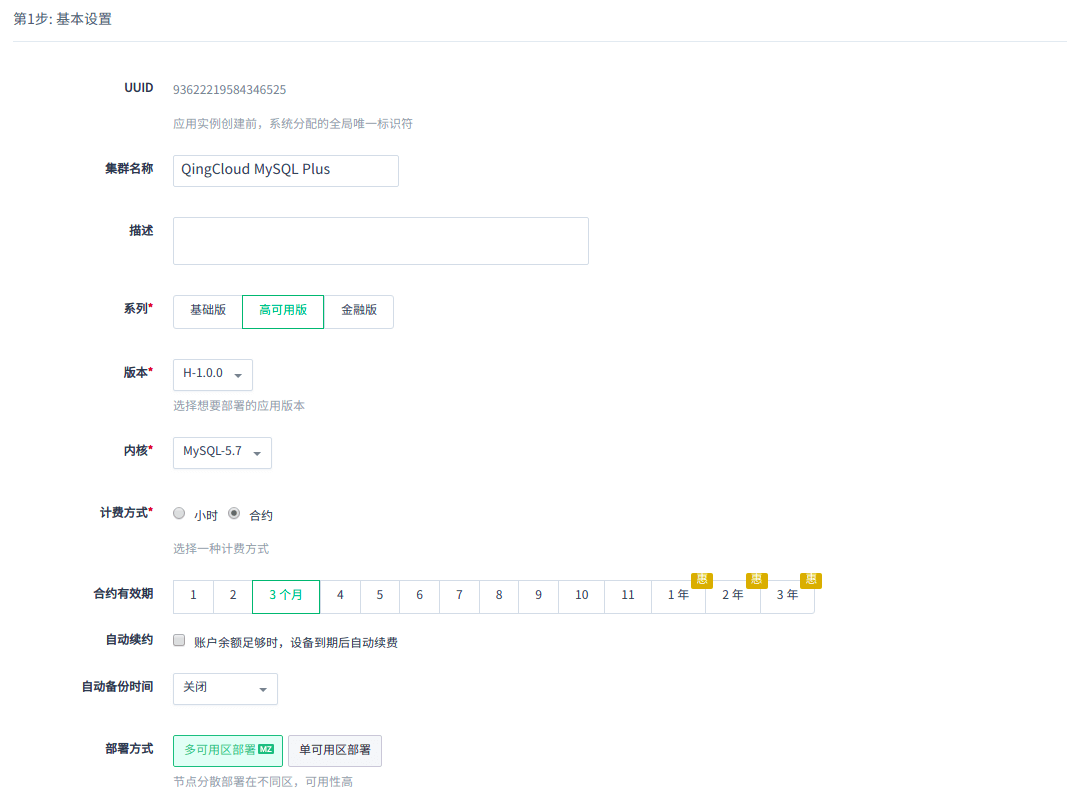 第1步: 基本设置
UUID 93622219584346525
应用实例创建前，系统分配的全局唯一标识符
集群名称 QingCloud MySQL Plus
描述
系列* 基础版 高可用版 金融版
版本* H-1.0.0
选择想要部署的应用版本
内核* MySQL-5.7
计费方式* 小时 合约
选择一种计费方式
惠 惠 惠
合约有效期 1 2 3 个月 4 5 6 7 8 9 10 11 1 年 2 年 3 年
自动续约 账户余额足够时，设备到期后自动续费
自动备份时间 关闭
部署方式 多可用区部署 MZ 单可用区部署
节点分散部署在不同区，可用性高